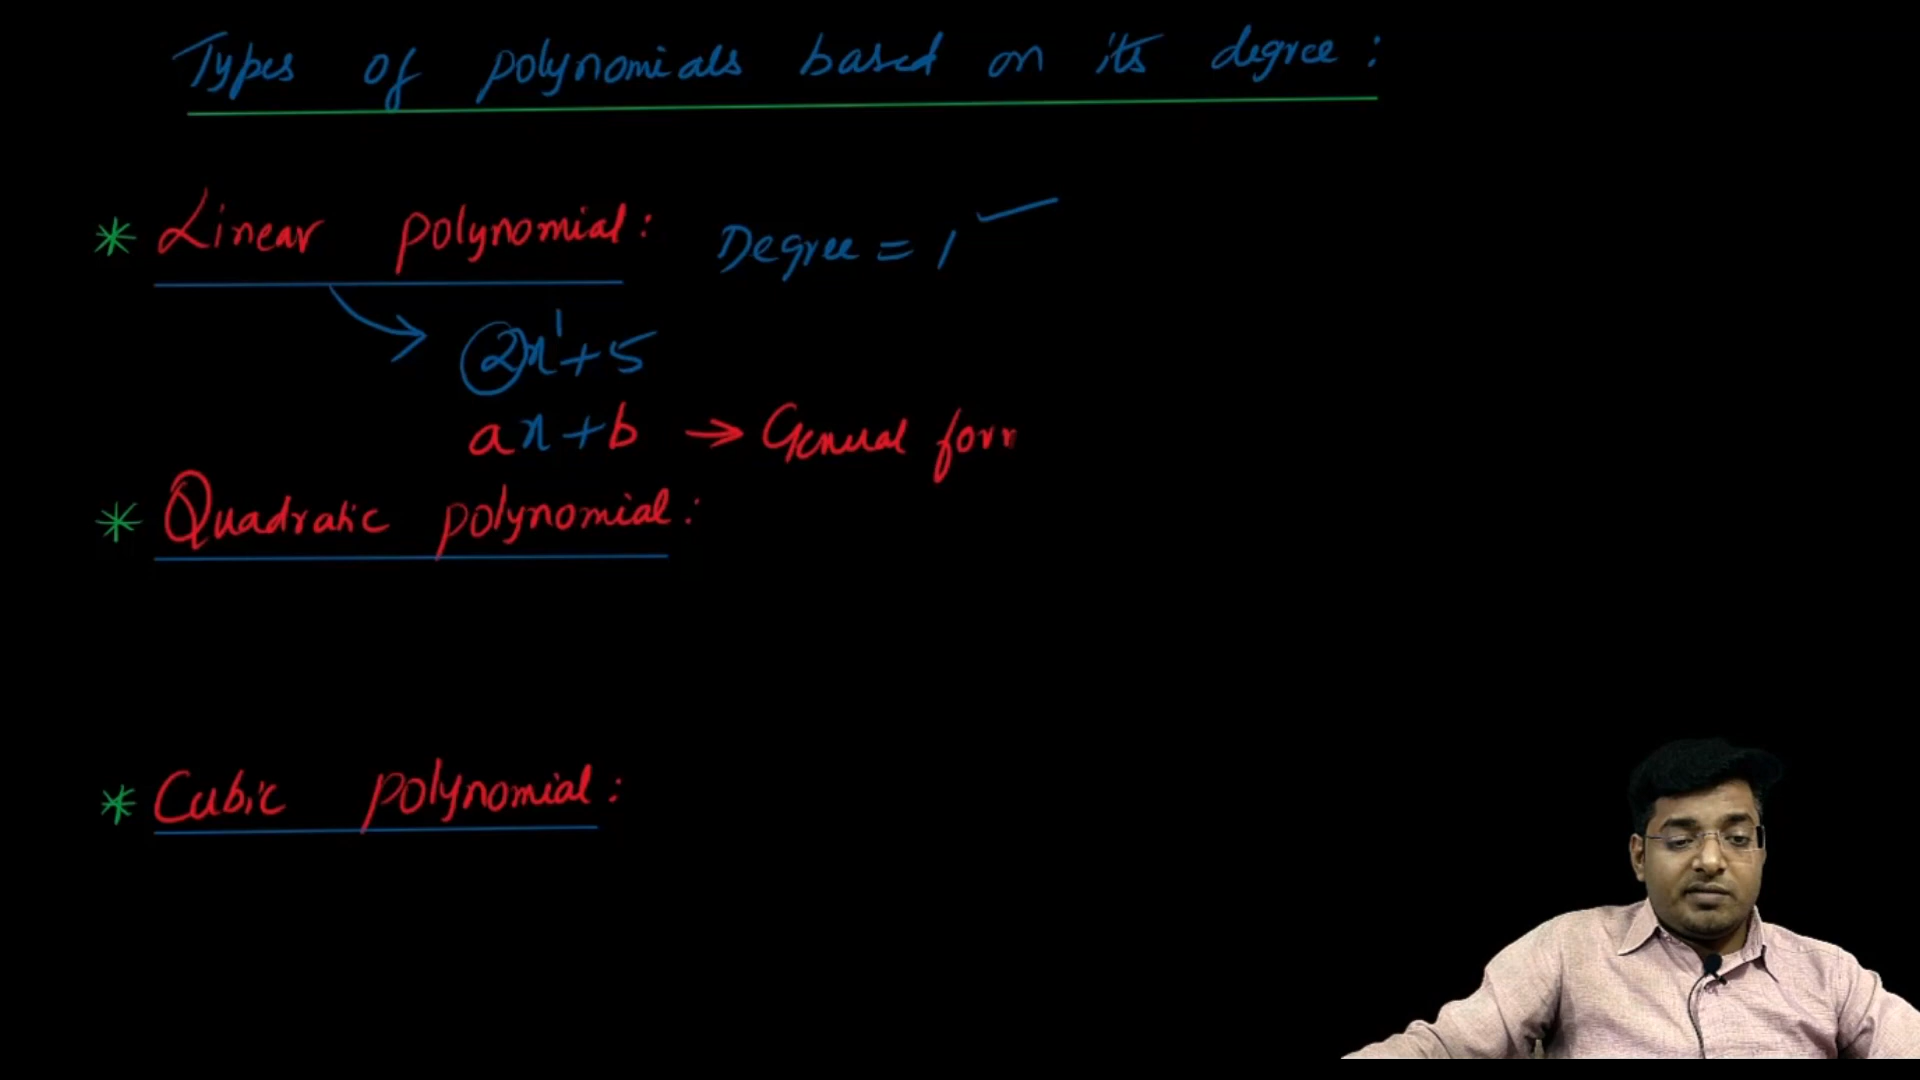 Types of polynomials based on its degree:
* Linear polynomial: Degree = 1 ✓
2x¹+5
ax+b → General forr
* Quadratic polynomial:
* Cubic polynomial: